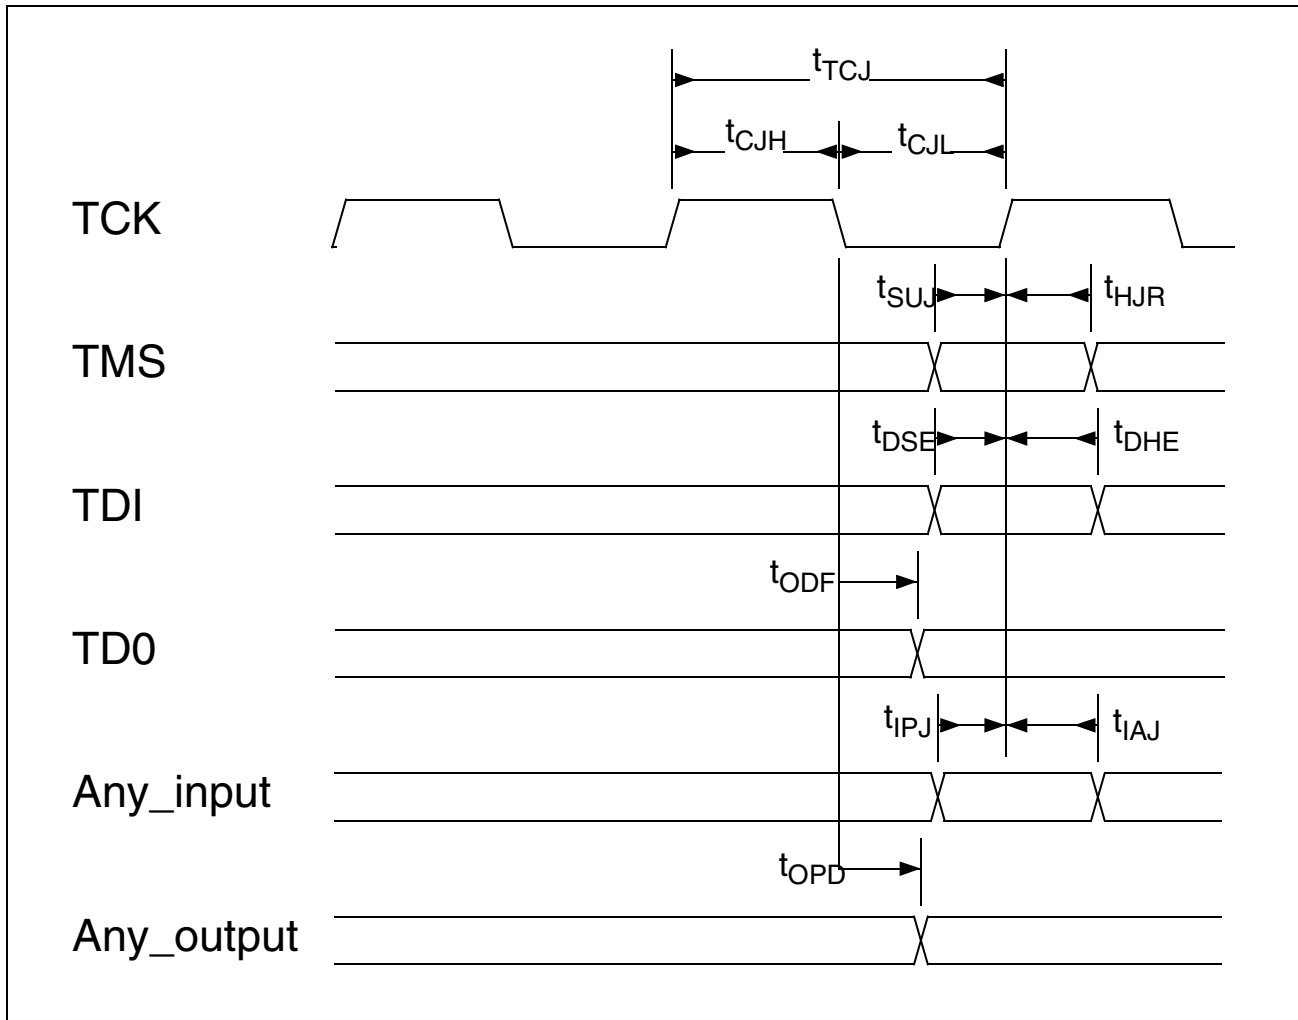 tTCJ
tCJH tCJL
TCK
tSUJ tHJR
TMS
tDSE tDHE
TDI
tODF
TD0
tIPJ tIAJ
Any_input
tOPD
Any_output